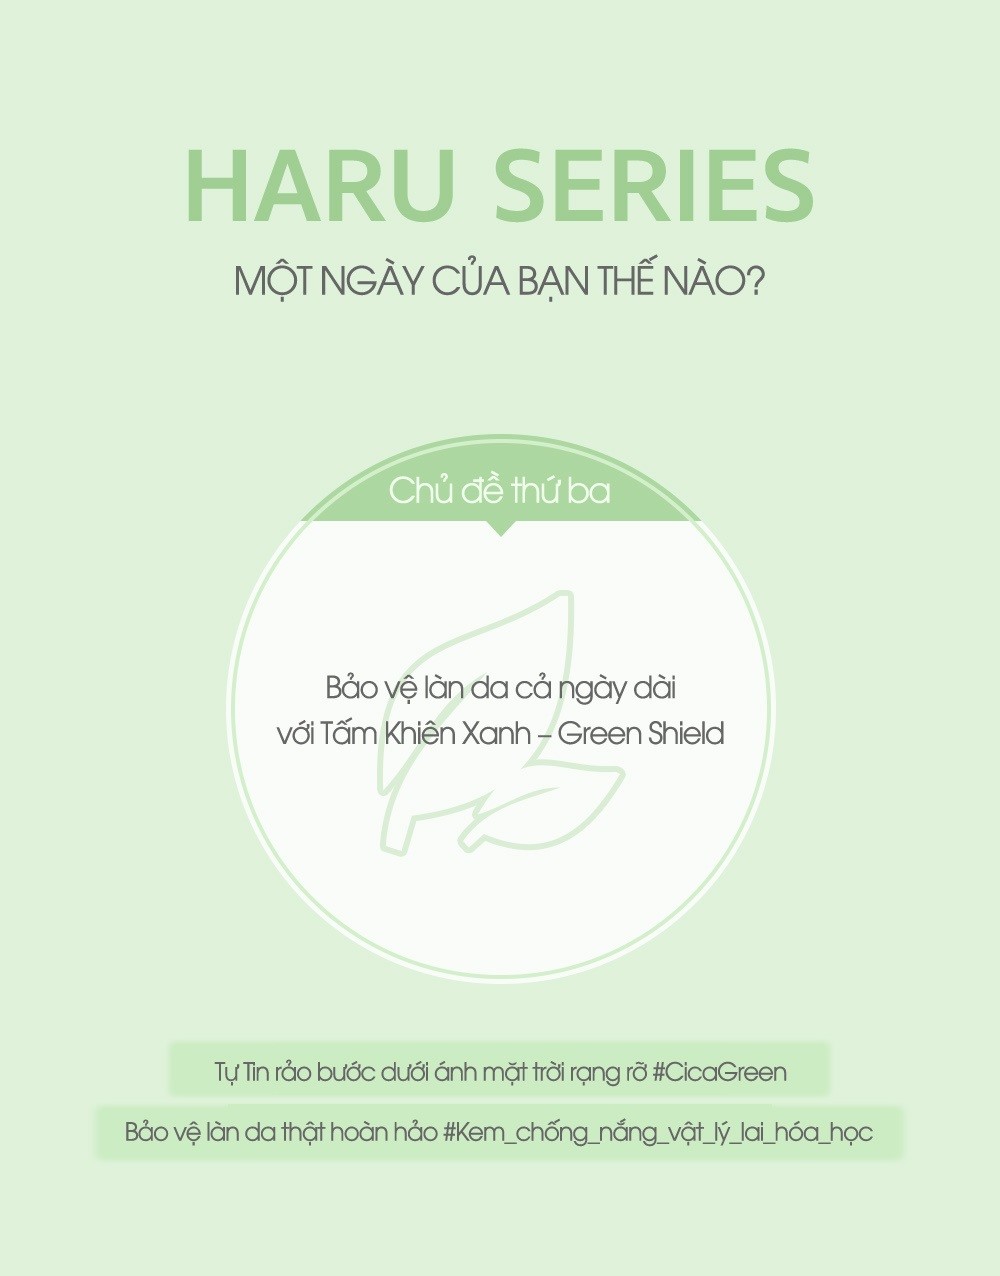 HARU SERIES
MỘT NGÀY CỦA BẠN THẾ NÀO?
Chủ đề thứ ba
Bảo vệ làn da cả ngày dài
với Tấm Khiên Xanh – Green Shield
Tự Tin rảo bước dưới ánh mặt trời rạng rỡ #CicaGreen
Bảo vệ làn da thật hoàn hảo #Kem_chống_nắng_vật_lý_lai_hóa_học